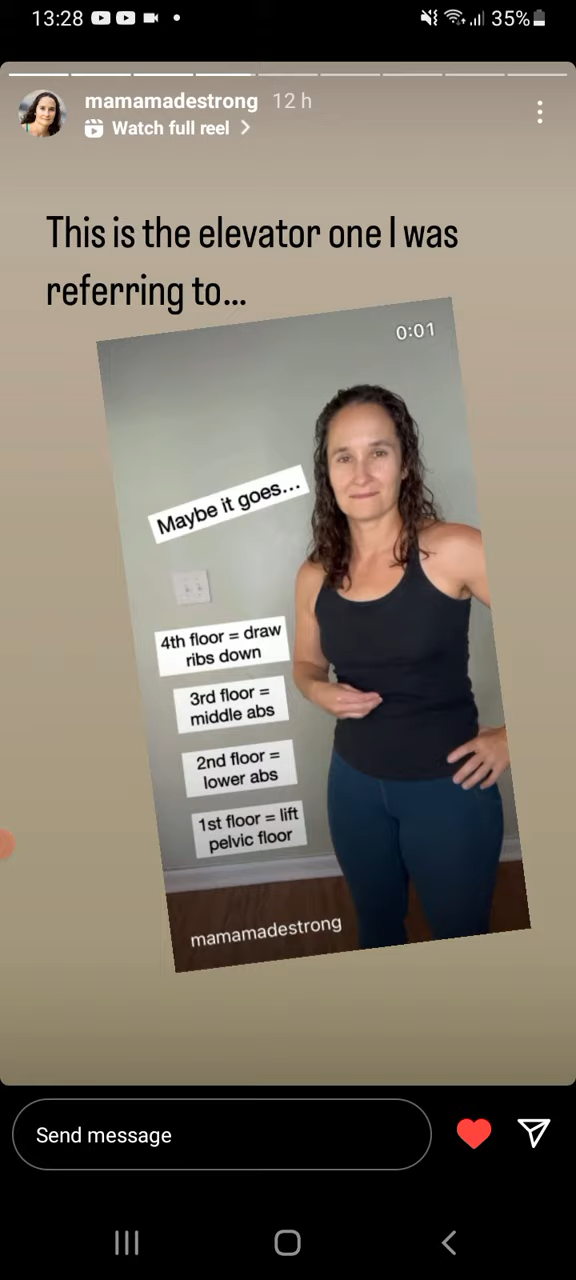 13:28
35%
mamamadestrong 12 h
Watch full reel
This is the elevator one I was
referring to...
0:01
Maybe it goes...
4th floor = draw
ribs down
3rd floor =
middle abs
2nd floor =
lower abs
1st floor = lift
pelvic floor
mamamadestrong
Send message